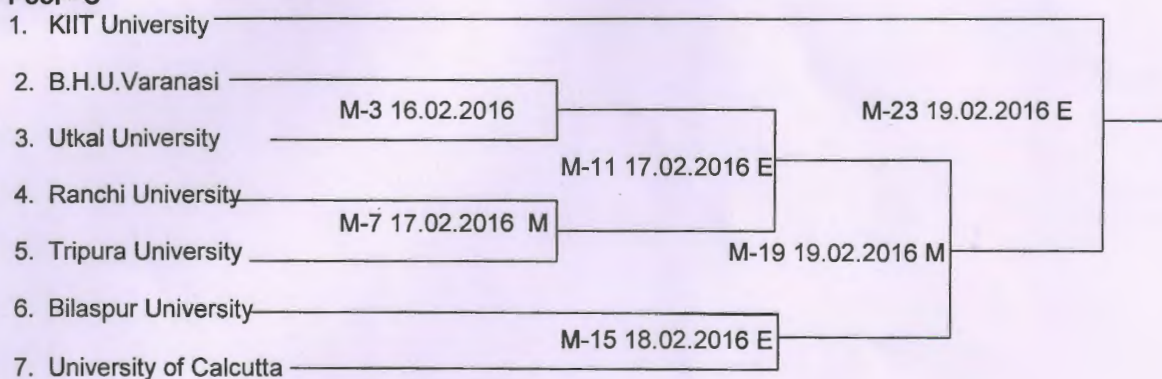 1. KIIT University
2. B.H.U.Varanasi
M-3 16.02.2016
M-23 19.02.2016 E
3. Utkal University
M-11 17.02.2016 E
4. Ranchi University
M-7 17.02.2016 M
5. Tripura University
M-19 19.02.2016 M
6. Bilaspur University
M-15 18.02.2016 E
7. University of Calcutta